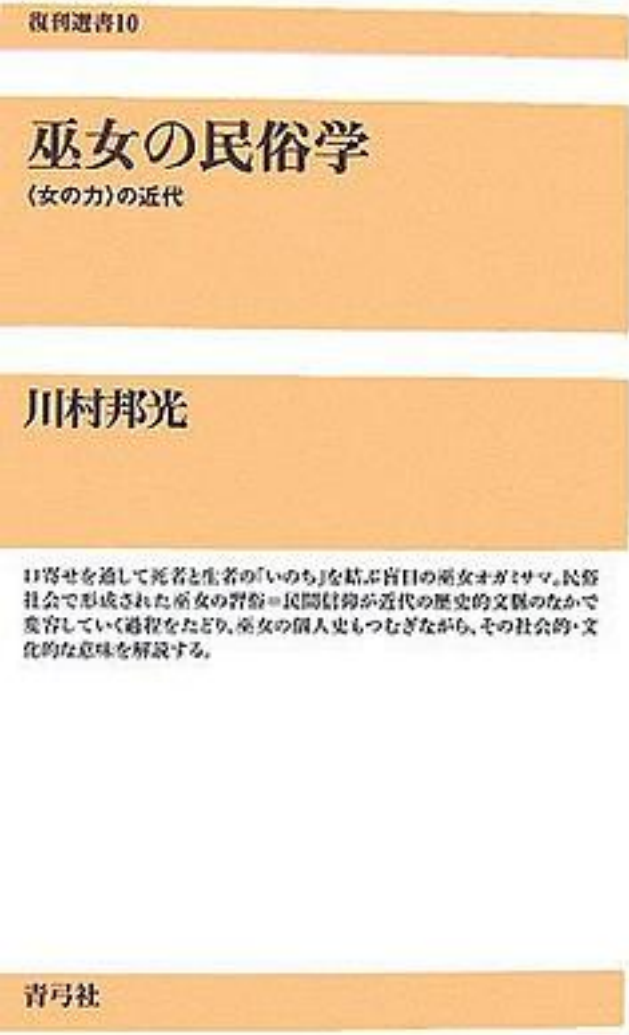 復刊選書10
巫女の民俗学
〈女の力〉の近代
川村邦光
口寄せを通して死者と生者の「いのち」を結ぶ盲目の巫女オガミサマ。民俗
社会で形成された巫女の習俗=民間信仰が近代の歴史的文脈のなかで
変容していく過程をたどり、巫女の個人史もつむぎながら、その社会的・文
化的な意味を解説する。
青弓社